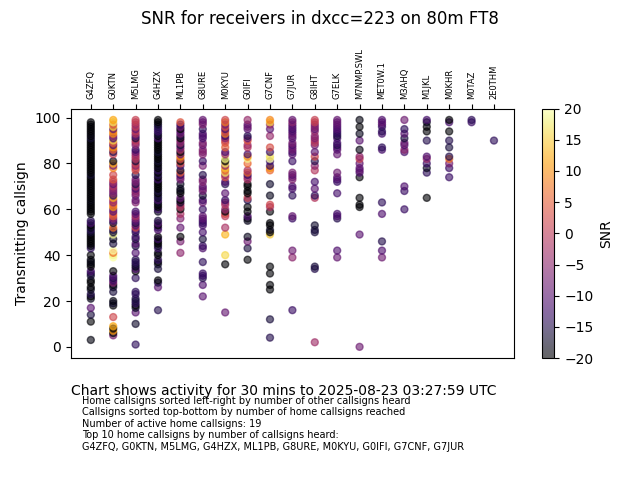 SNR for receivers in dxcc=223 on 80m FT8
G4ZFQ G0KTN M5LMG G4HZX ML1PB G8URE M0KYU G0IFI G7CNF G7JUR G8IHT G7ELK M7NMP.SWL MET0W.1 M3AHQ M1JKL M0KHR M0TAZ 2E0THM
100
80
60
40
20
0
Transmitting callsign
20
15
10
5
0
−5
−10
−15
−20
SNR
Chart shows activity for 30 mins to 2025-08-23 03:27:59 UTC
Home callsigns sorted left-right by number of other callsigns heard
Callsigns sorted top-bottom by number of home callsigns reached
Number of active home callsigns: 19
Top 10 home callsigns by number of callsigns heard:
G4ZFQ, G0KTN, M5LMG, G4HZX, ML1PB, G8URE, M0KYU, G0IFI, G7CNF, G7JUR